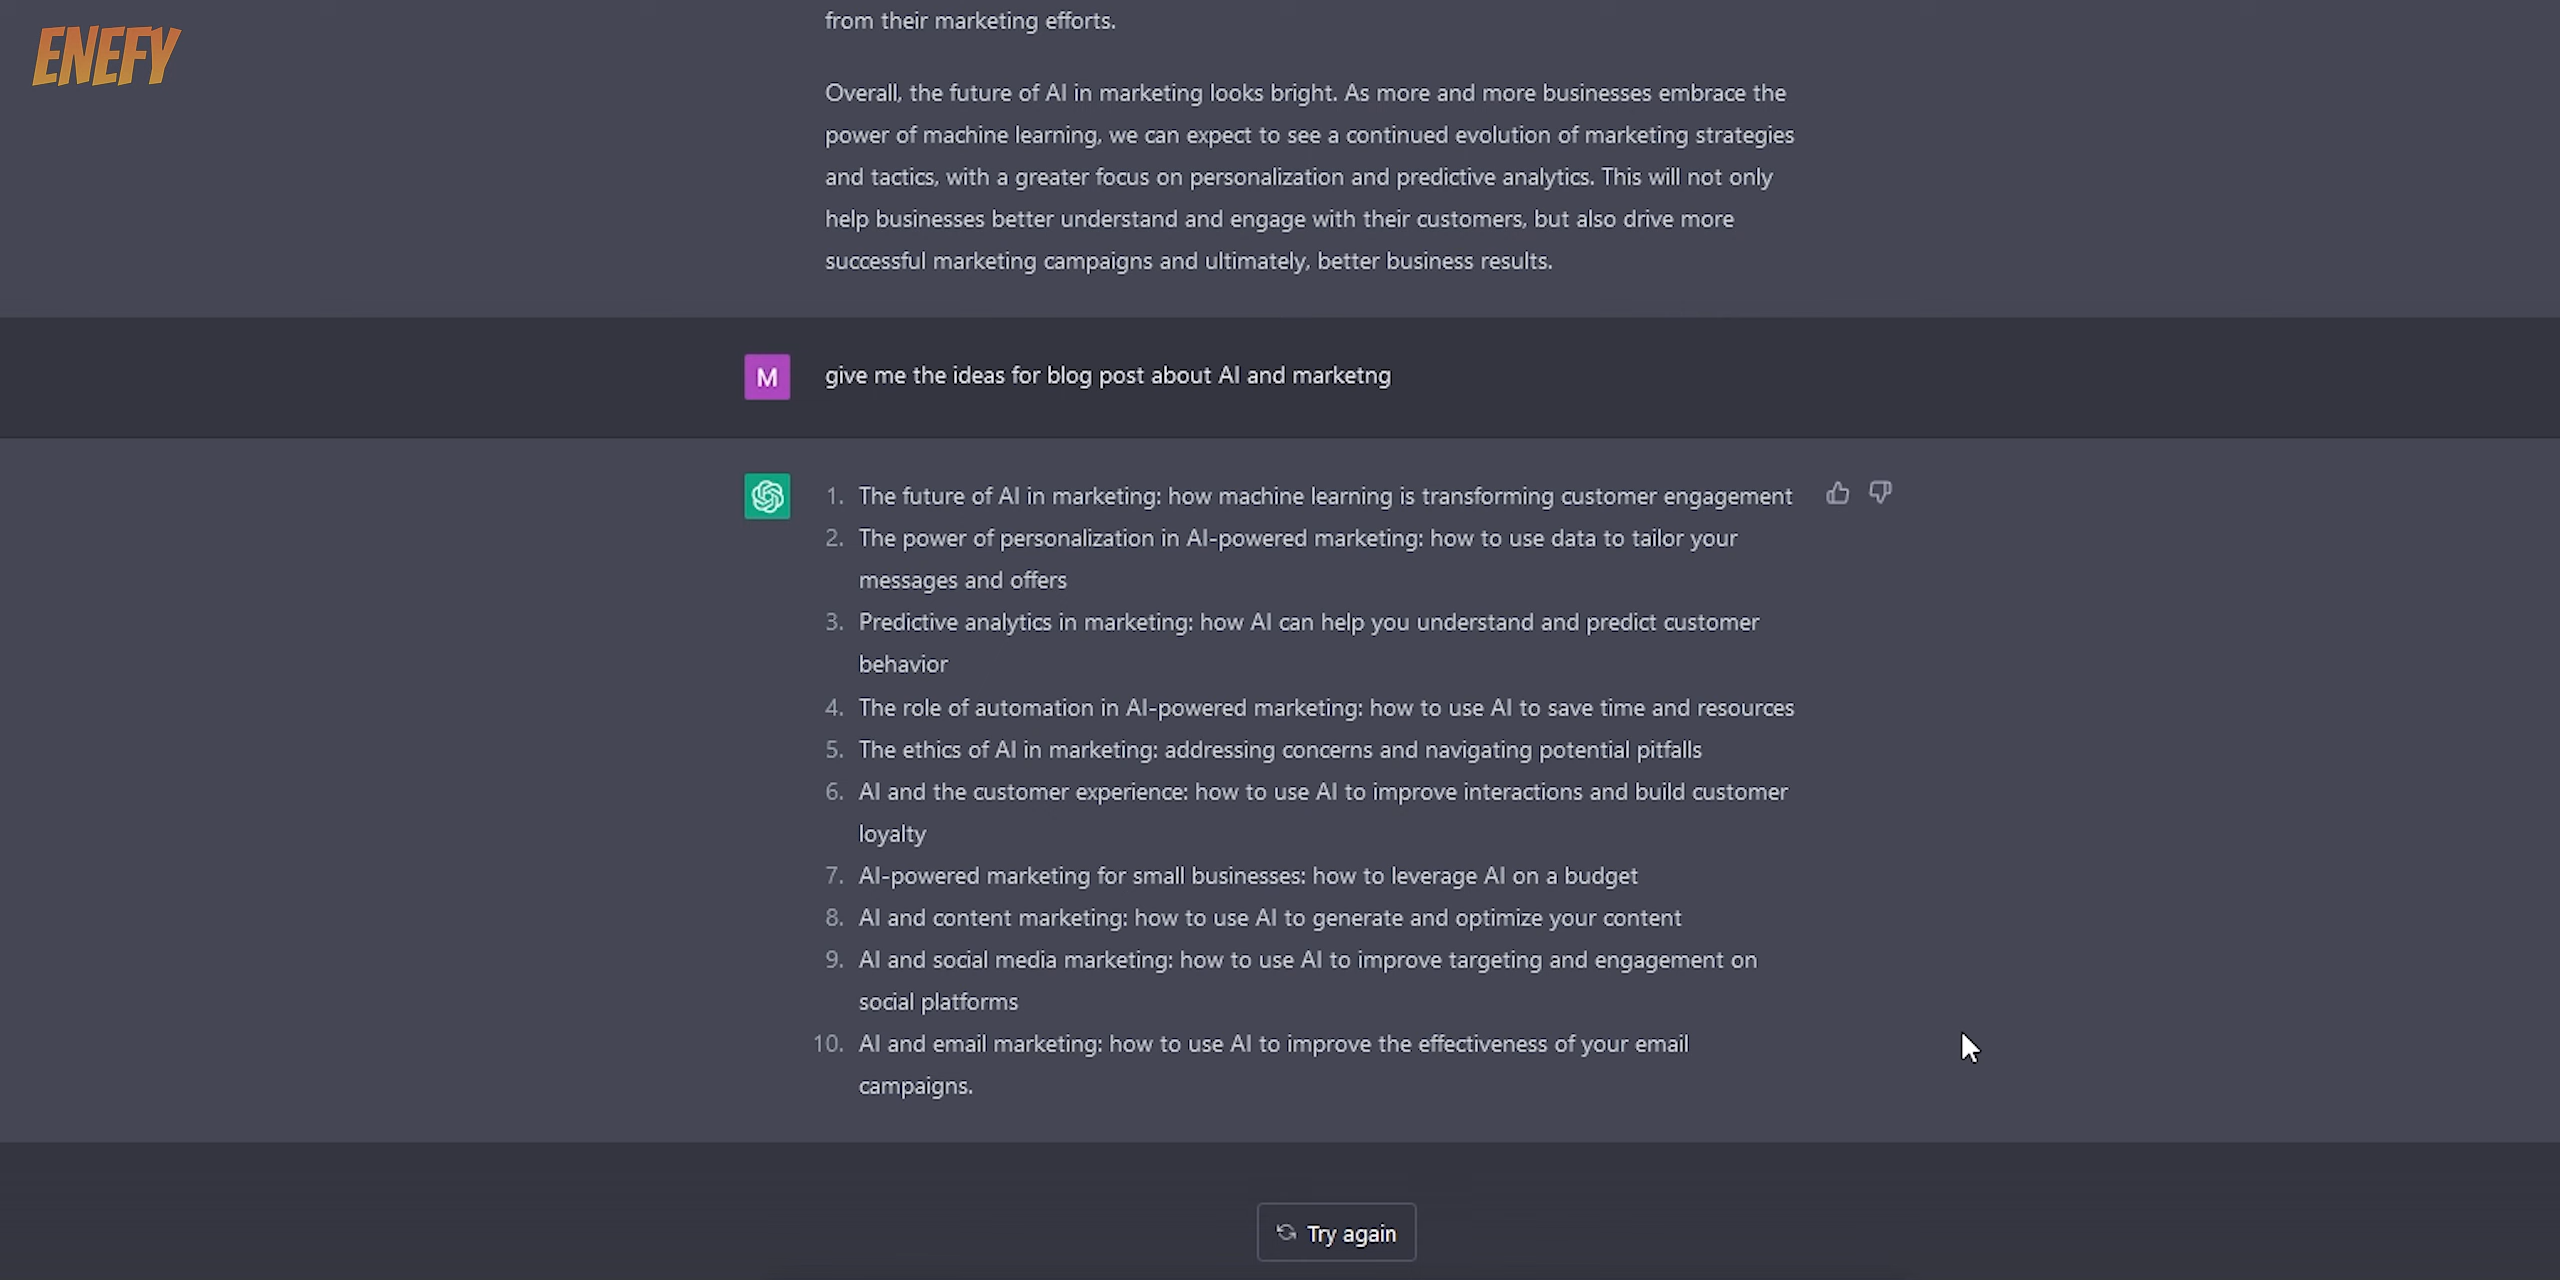 ENEFY
from their marketing efforts.
Overall, the future of AI in marketing looks bright. As more and more businesses embrace the
power of machine learning, we can expect to see a continued evolution of marketing strategies
and tactics, with a greater focus on personalization and predictive analytics. This will not only
help businesses better understand and engage with their customers, but also drive more
successful marketing campaigns and ultimately, better business results.
M
give me the ideas for blog post about AI and marketng
1. The future of AI in marketing: how machine learning is transforming customer engagement
2. The power of personalization in AI-powered marketing: how to use data to tailor your
messages and offers
3. Predictive analytics in marketing: how AI can help you understand and predict customer
behavior
4. The role of automation in AI-powered marketing: how to use AI to save time and resources
5. The ethics of AI in marketing: addressing concerns and navigating potential pitfalls
6. AI and the customer experience: how to use AI to improve interactions and build customer
loyalty
7. AI-powered marketing for small businesses: how to leverage AI on a budget
8. AI and content marketing: how to use AI to generate and optimize your content
9. AI and social media marketing: how to use AI to improve targeting and engagement on
social platforms
10. AI and email marketing: how to use AI to improve the effectiveness of your email
campaigns.
Try again